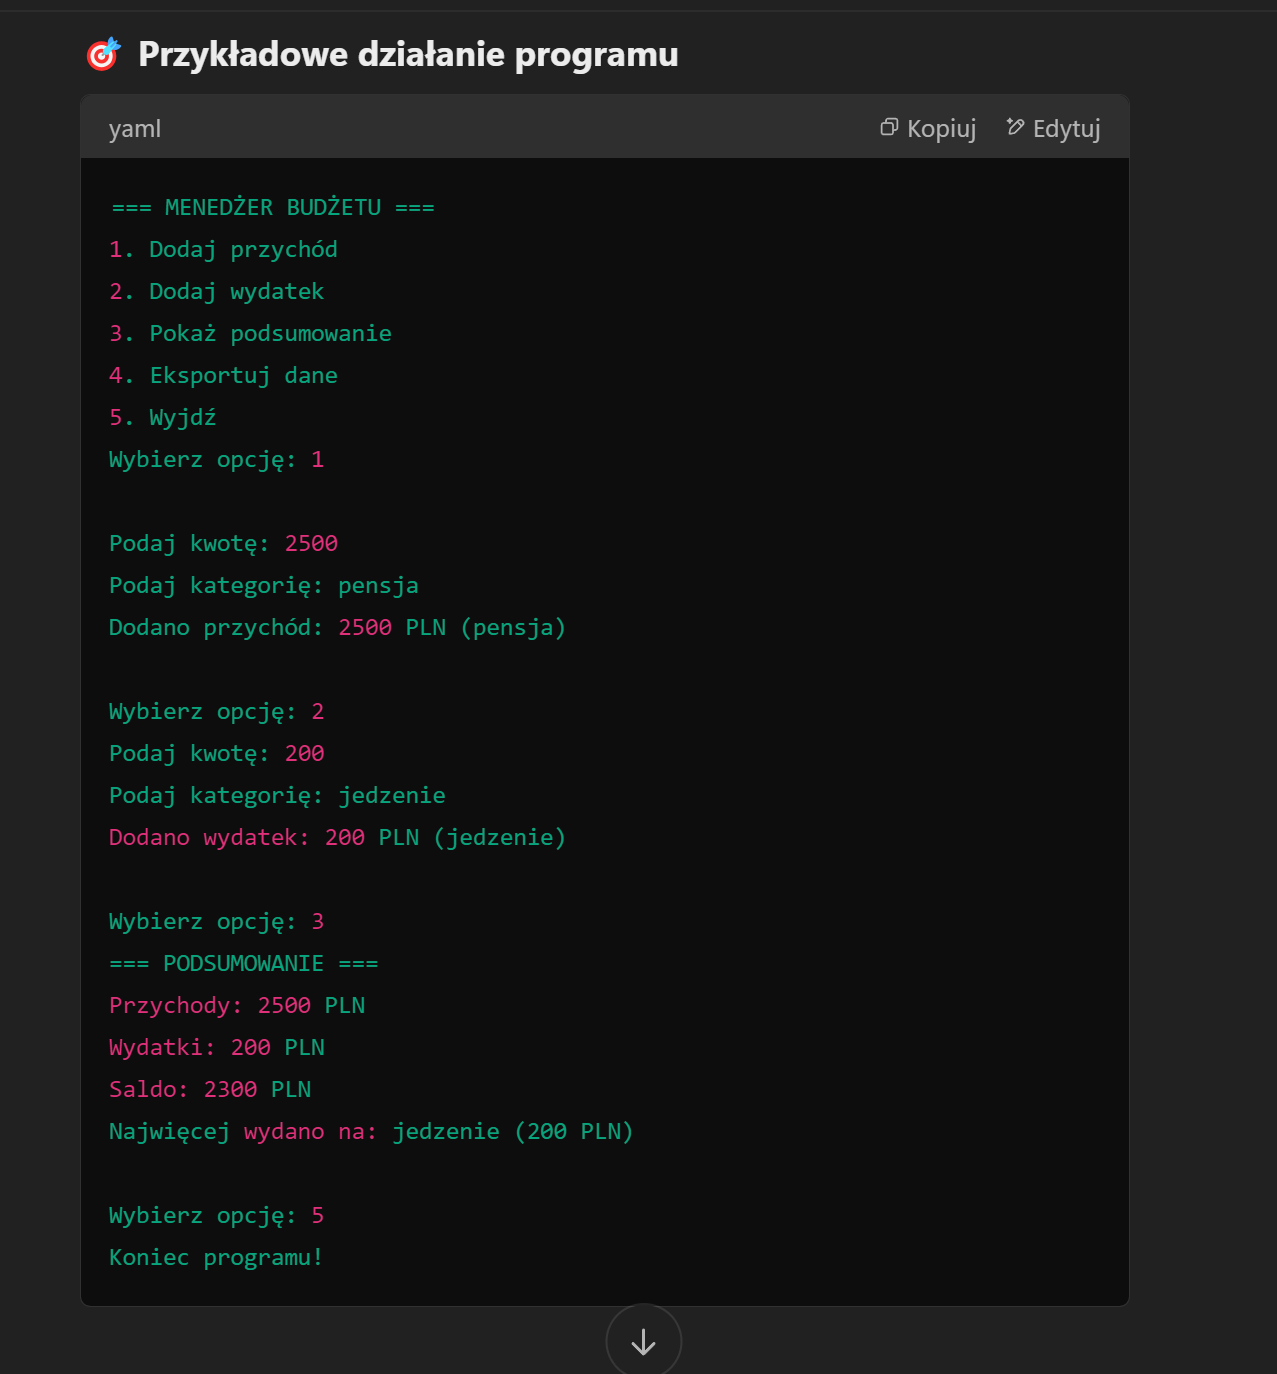 Przykładowe działanie programu
yaml Kopiuj Edytuj
=== MENEDŻER BUDŻETU ===
1. Dodaj przychód
2. Dodaj wydatek
3. Pokaż podsumowanie
4. Eksportuj dane
5. Wyjdź
Wybierz opcję: 1
Podaj kwotę: 2500
Podaj kategorię: pensja
Dodano przychód: 2500 PLN (pensja)
Wybierz opcję: 2
Podaj kwotę: 200
Podaj kategorię: jedzenie
Dodano wydatek: 200 PLN (jedzenie)
Wybierz opcję: 3
=== PODSUMOWANIE ===
Przychody: 2500 PLN
Wydatki: 200 PLN
Saldo: 2300 PLN
Najwięcej wydano na: jedzenie (200 PLN)
Wybierz opcję: 5
Koniec programu!